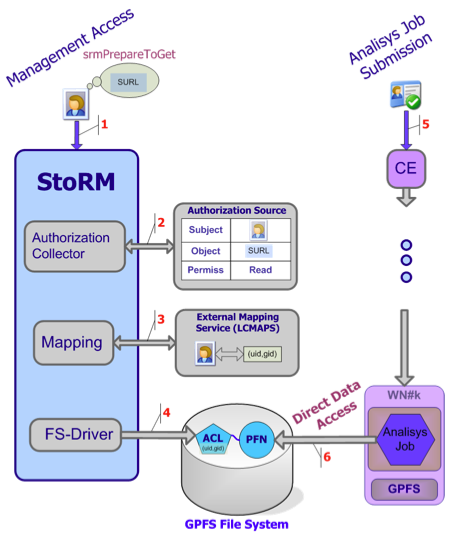 Management Access
srmPrepareToGet
SURL
1
StoRM
Authorization
Collector
2
Authorization Source
Subject
Object
SURL
Permiss
Read
Mapping
3
External Mapping
Service (LCMAPS)
(uid,gid)
FS-Driver
4
ACL
(uid,gid)
PFN
GPFS File System
Analisys Job
Submission
5
CE
WN#k
Analisys
Job
GPFS
Direct Data
Access
6